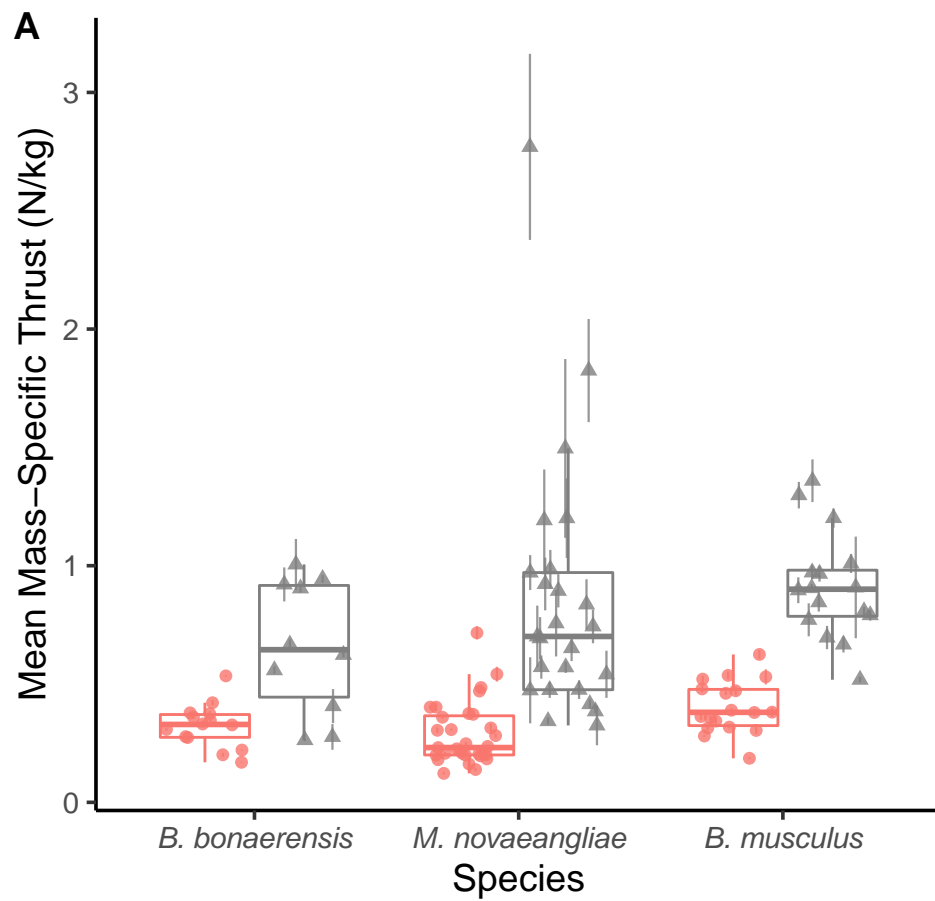 A
Mean Mass−Specific Thrust (N/kg)
3
2
1
0
B. bonaerensis
M. novaeangliae
B. musculus
Species